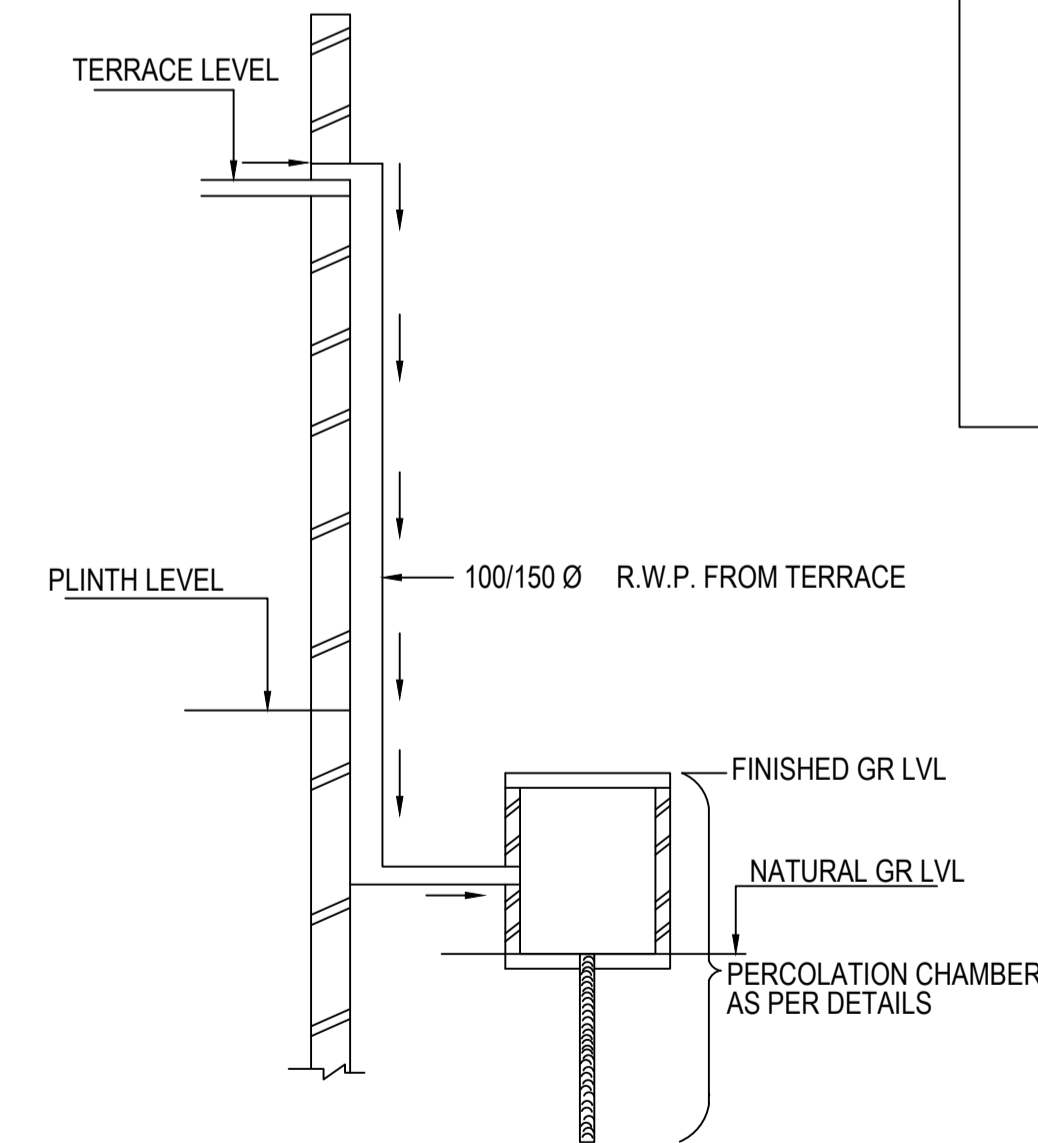 TERRACE LEVEL
PLINTH LEVEL
100/150 Ø R.W.P. FROM TERRACE
FINISHED GR LVL
NATURAL GR LVL
PERCOLATION CHAMBER
AS PER DETAILS